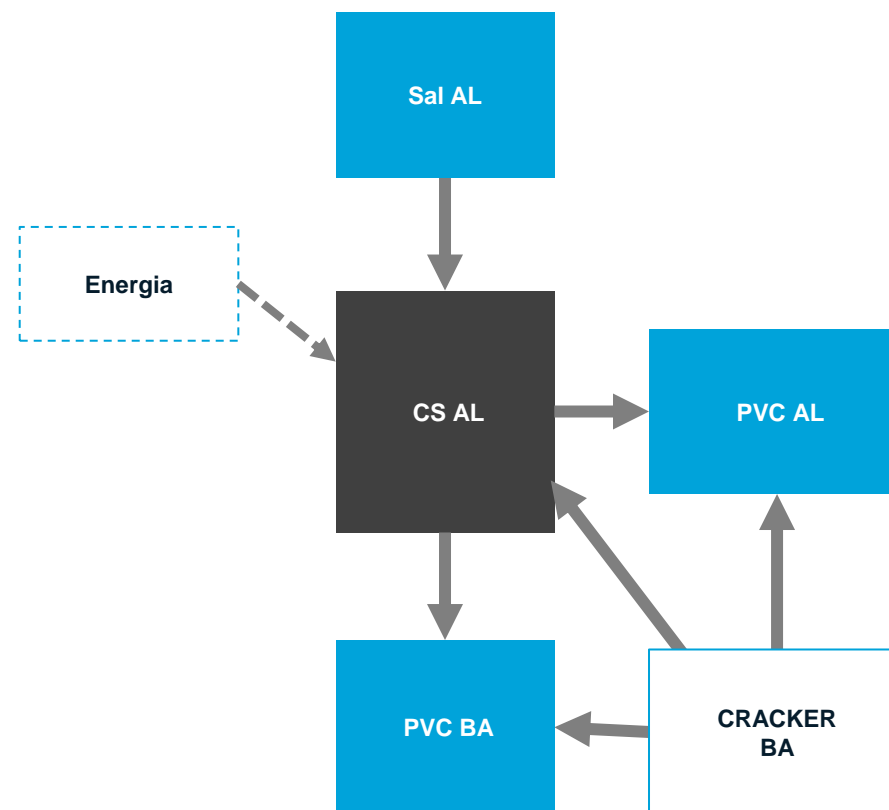 Sal AL
Energia
CS AL
PVC AL
PVC BA
CRACKER
BA